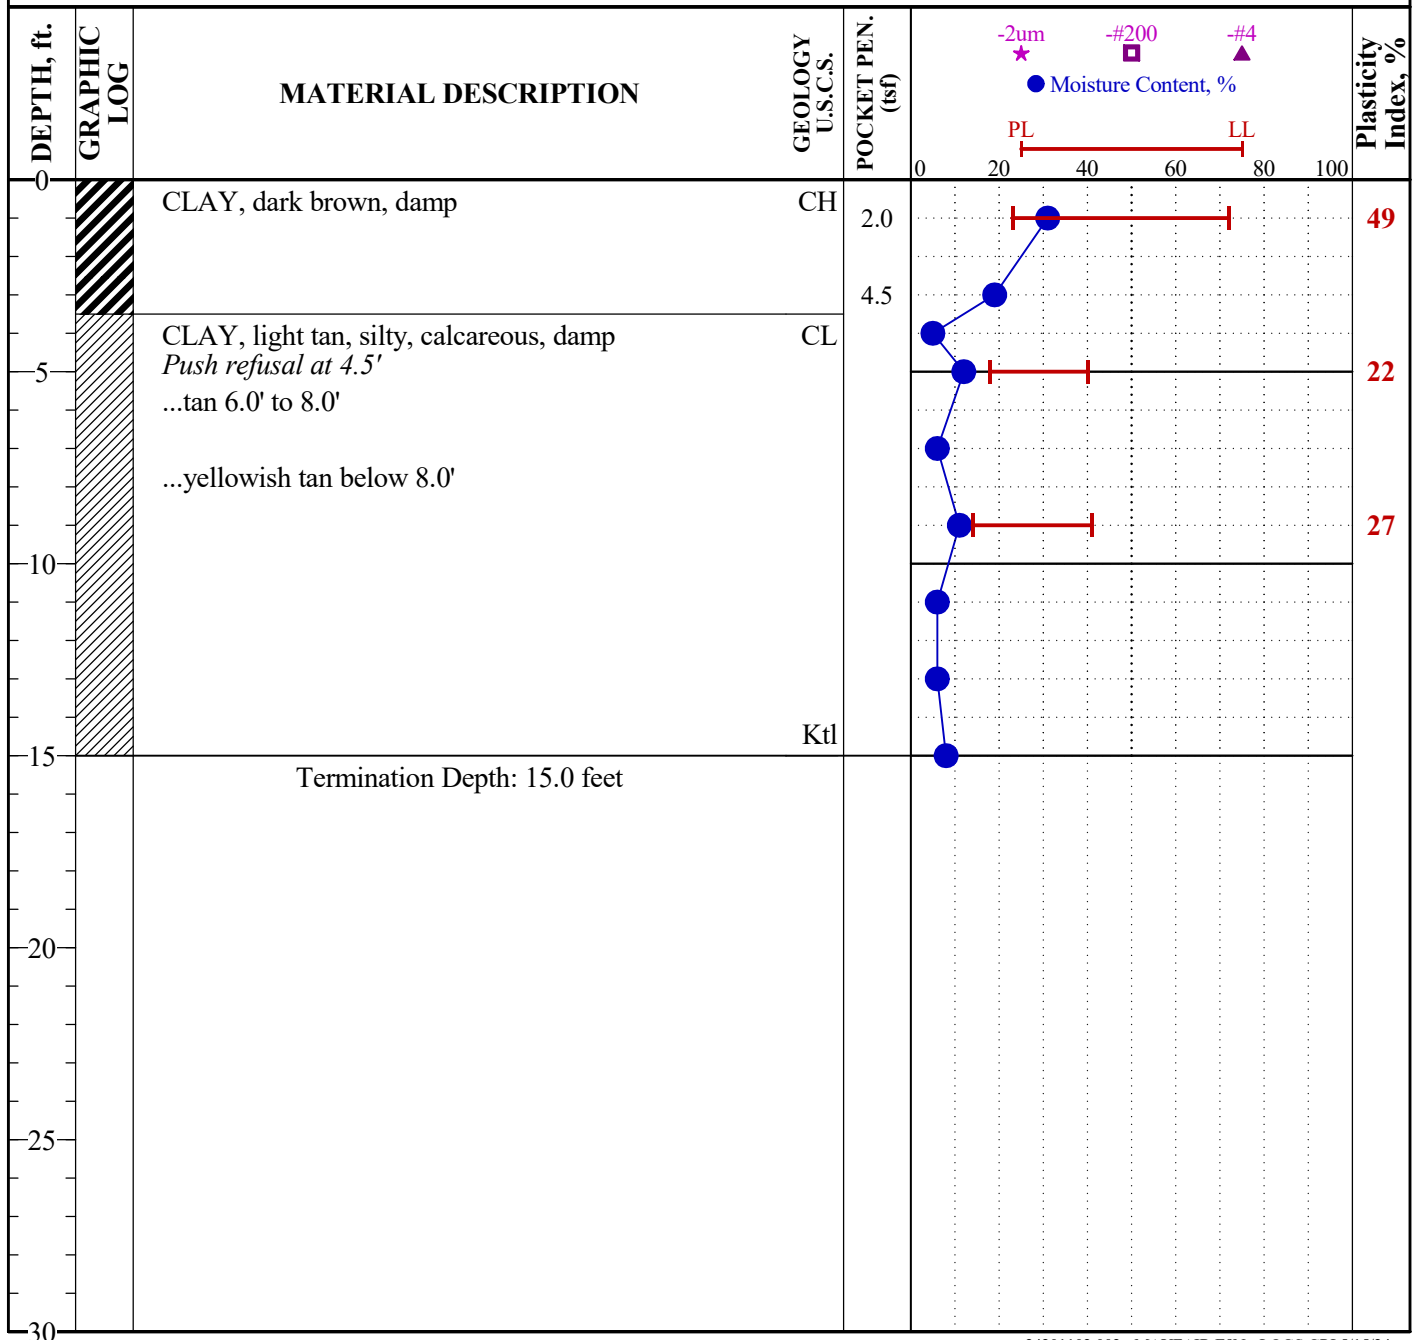 DEPTH, ft.
GRAPHIC
LOG
MATERIAL DESCRIPTION
GEOLOGY
U.S.C.S.
POCKET PEN.
(tsf)
-2um -#200 -#4
Moisture Content, %
PL LL
0 20 40 60 80 100
Plasticity
Index, %
0
CLAY, dark brown, damp CH
2.0 49
4.5
CLAY, light tan, silty, calcareous, damp CL
Push refusal at 4.5'
5 22
...tan 6.0' to 8.0'
...yellowish tan below 8.0'
27
10
Ktl
15
Termination Depth: 15.0 feet
20
25
30